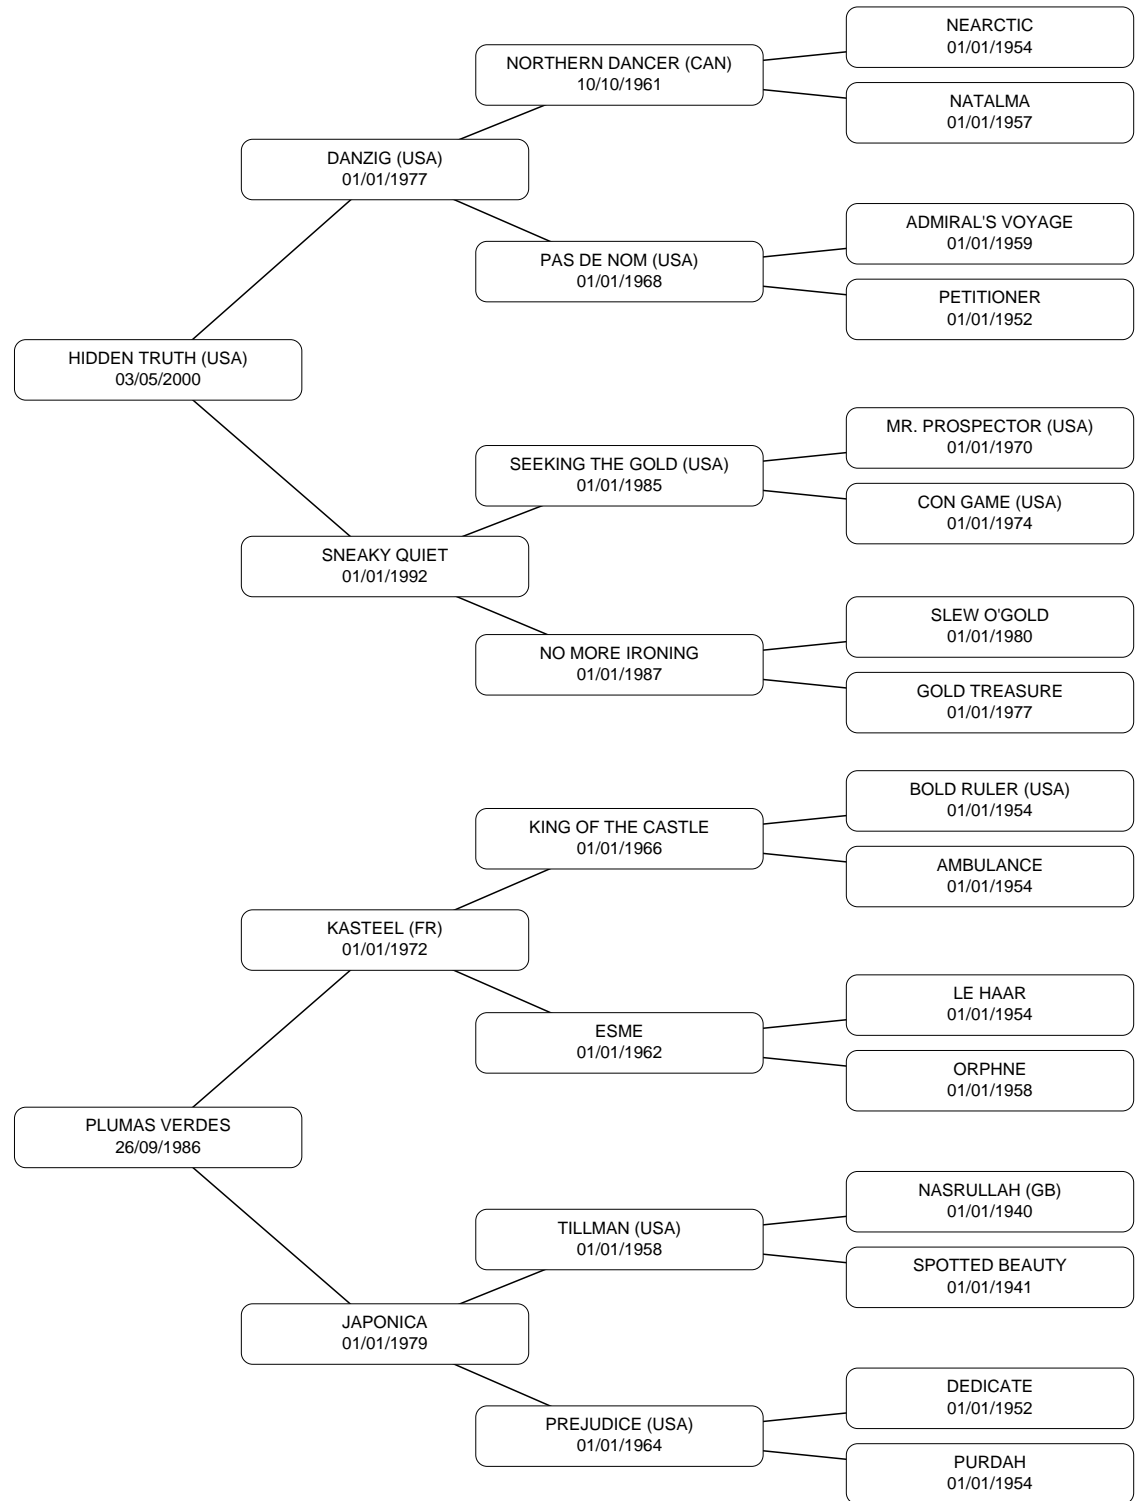 NEARCTIC
01/01/1954
NORTHERN DANCER (CAN)
10/10/1961
NATALMA
01/01/1957
DANZIG (USA)
01/01/1977
ADMIRAL'S VOYAGE
01/01/1959
PAS DE NOM (USA)
01/01/1968
PETITIONER
01/01/1952
HIDDEN TRUTH (USA)
03/05/2000
MR. PROSPECTOR (USA)
01/01/1970
SEEKING THE GOLD (USA)
01/01/1985
CON GAME (USA)
01/01/1974
SNEAKY QUIET
01/01/1992
SLEW O'GOLD
01/01/1980
NO MORE IRONING
01/01/1987
GOLD TREASURE
01/01/1977
BOLD RULER (USA)
01/01/1954
KING OF THE CASTLE
01/01/1966
AMBULANCE
01/01/1954
KASTEEL (FR)
01/01/1972
LE HAAR
01/01/1954
ESME
01/01/1962
ORPHNE
01/01/1958
PLUMAS VERDES
26/09/1986
NASRULLAH (GB)
01/01/1940
TILLMAN (USA)
01/01/1958
SPOTTED BEAUTY
01/01/1941
JAPONICA
01/01/1979
DEDICATE
01/01/1952
PREJUDICE (USA)
01/01/1964
PURDAH
01/01/1954